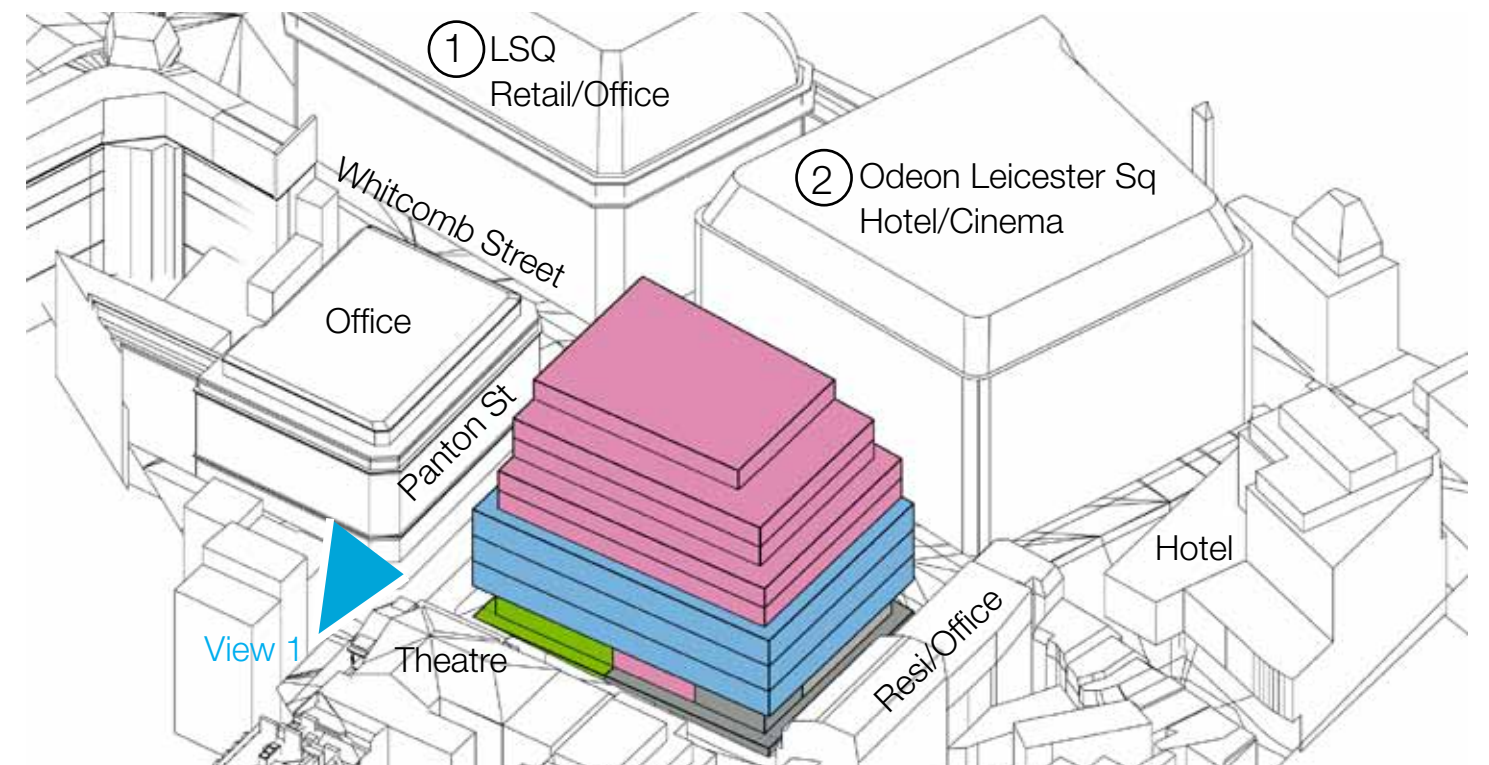 1 LSQ
Retail/Office
Whitcomb Street
2 Odeon Leicester Sq
Hotel/Cinema
Office
Panton St
Hotel
View 1
Theatre
Resi/Office